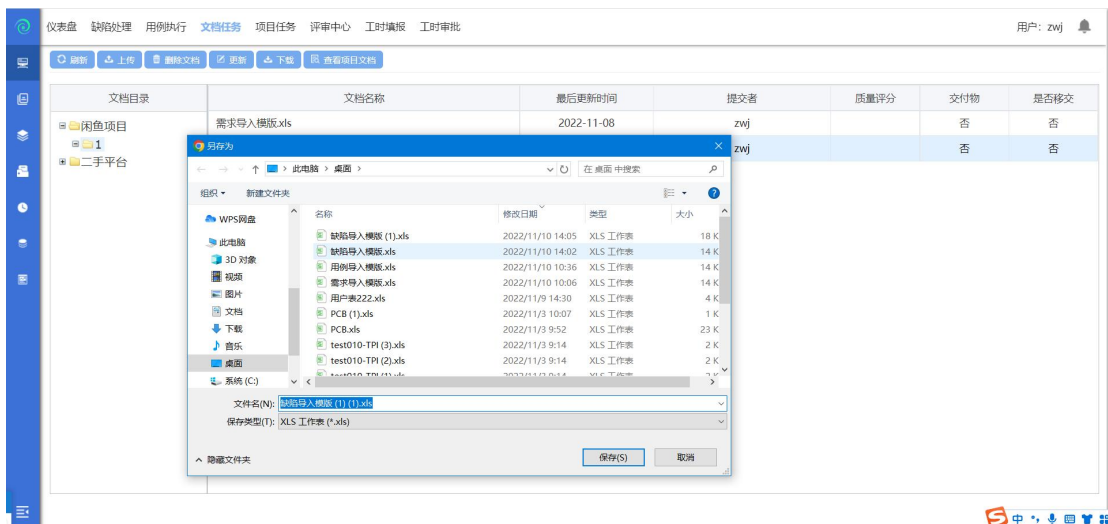 仪表盘 缺陷处理 用例执行 文档任务 项目任务 评审中心 工时填报 工时审批 用户: zwj
刷新 上传 删除文档 更新 下载 查看项目文档
文档目录 文档名称 最后更新时间 提交者 质量评分 交付物 是否移交
闲鱼项目 需求导入模版.xls 2022-11-08 zwj 否 否
1 zwj 否 否
二手平台
另存为
此电脑 › 桌面 › 在 桌面 中搜索
组织 新建文件夹
名称 修改日期 类型 大小
WPS网盘
此电脑
3D 对象
视频
图片
文档
下载
音乐
桌面
系统 (C:)
缺陷导入模版 (1).xls 2022/11/10 14:05 XLS 工作表 18 K
缺陷导入模版.xls 2022/11/10 14:02 XLS 工作表 14 K
用例导入模版.xls 2022/11/10 10:36 XLS 工作表 14 K
需求导入模版.xls 2022/11/10 10:06 XLS 工作表 14 K
用户表222.xls 2022/11/9 14:30 XLS 工作表 4 K
PCB (1).xls 2022/11/3 10:07 XLS 工作表 1 K
PCB.xls 2022/11/3 9:52 XLS 工作表 23 K
test010-TPI (3).xls 2022/11/3 9:14 XLS 工作表 2 K
test010-TPI (2).xls 2022/11/3 9:14 XLS 工作表 2 K
test010-TPI (1).xls 2022/11/3 9:14 XLS 工作表 2 K
文件名(N): 缺陷导入模版 (1) (1).xls
保存类型(T): XLS 工作表 (*.xls)
隐藏文件夹 保存(S) 取消
中